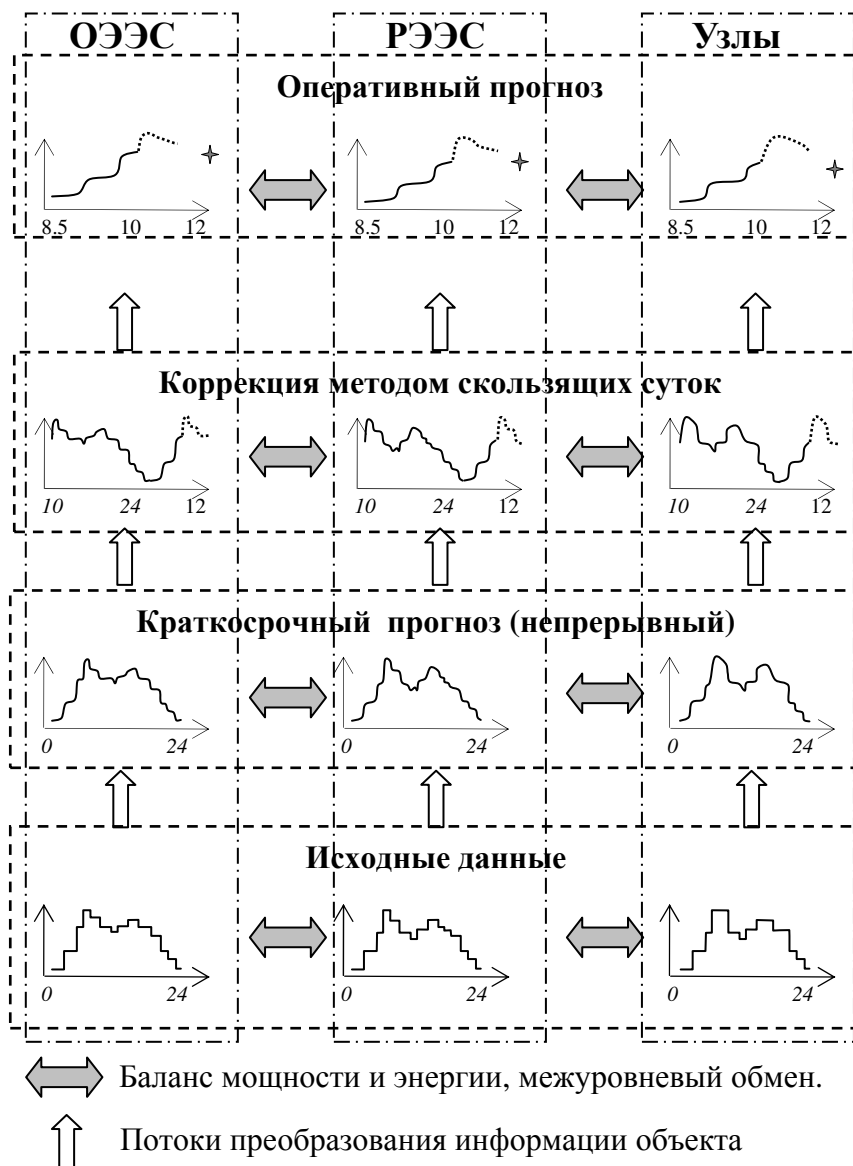 ОЭЭС РЭЭС Узлы
Оперативный прогноз
8.5 10 12 8.5 10 12 8.5 10 12
Коррекция методом скользящих суток
10 24 12 10 24 12 10 24 12
Краткосрочный прогноз (непрерывный)
0 24 0 24 0 24
Исходные данные
0 24 0 24 0 24
Баланс мощности и энергии, межуровневый обмен.
Потоки преобразования информации объекта